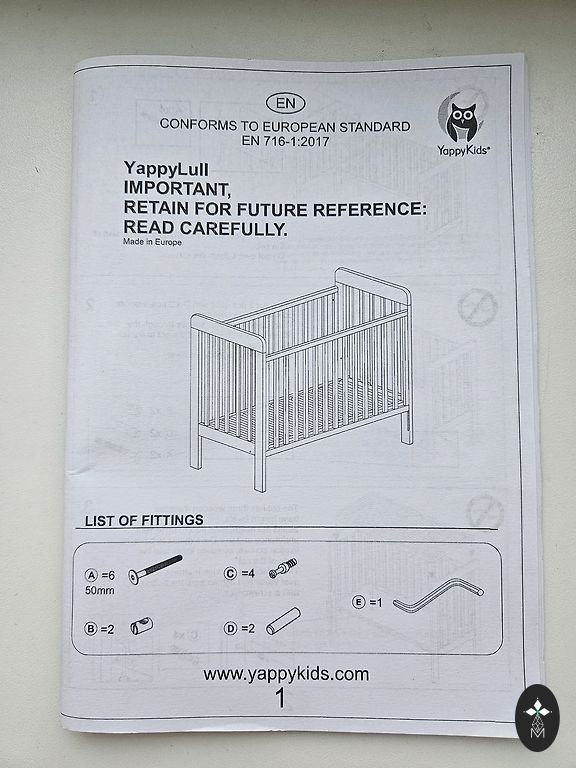 EN
CONFORMS TO EUROPEAN STANDARD
EN 716-1:2017
YappyKids®
YappyLull
IMPORTANT,
RETAIN FOR FUTURE REFERENCE:
READ CAREFULLY.
Made in Europe
LIST OF FITTINGS
A =6
50mm
C =4
E =1
B =2
D =2
www.yappykids.com
1
M